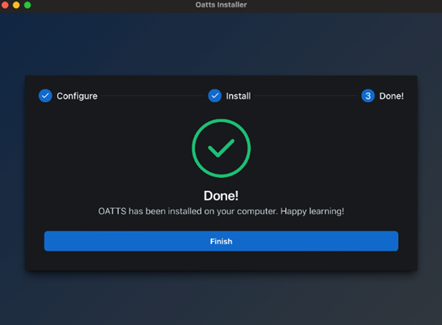 Oatts Installer
Configure
Install
3 Done!
Done!
OATTS has been installed on your computer. Happy learning!
Finish